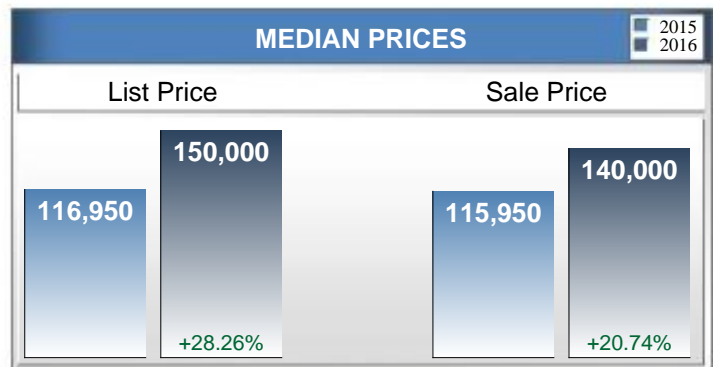 MEDIAN PRICES
2015
2016
List Price
Sale Price
116,950
150,000
+28.26%
115,950
140,000
+20.74%